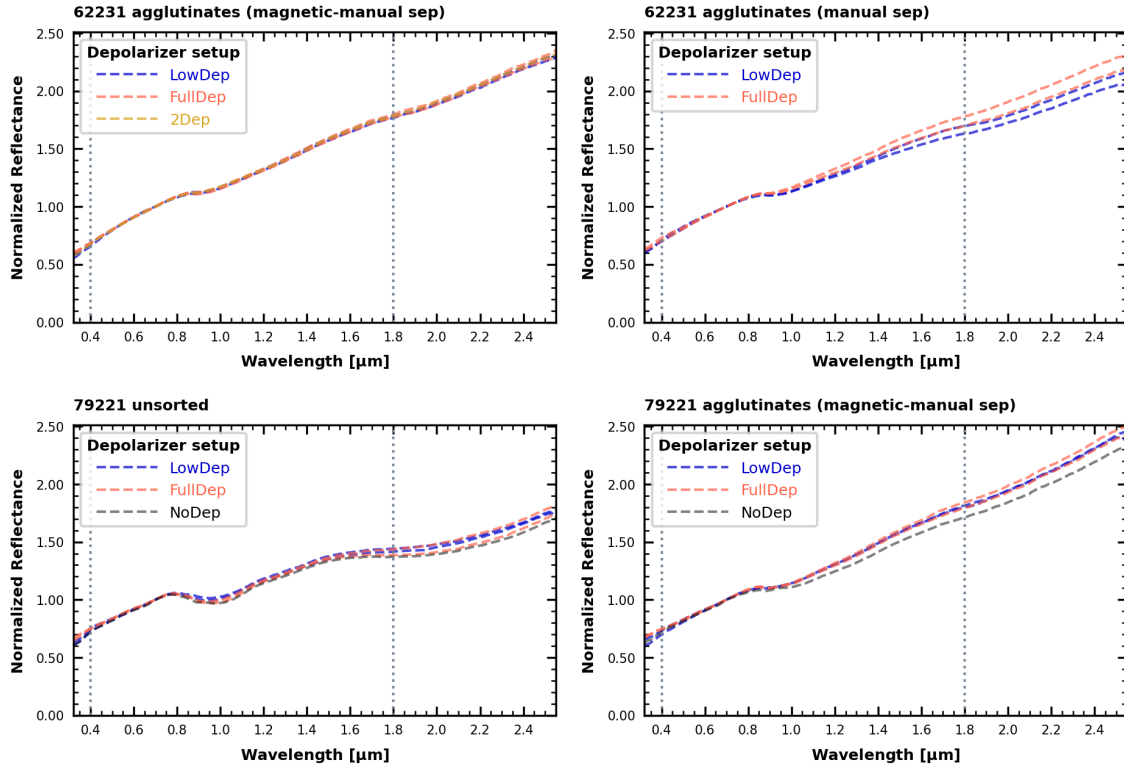 62231 agglutinates (magnetic-manual sep)
2.50
2.00
1.50
1.00
0.50
0.00
Normalized Reflectance
Depolarizer setup
LowDep
FullDep
2Dep
0.4 0.6 0.8 1.0 1.2 1.4 1.6 1.8 2.0 2.2 2.4
Wavelength [µm]
62231 agglutinates (manual sep)
2.50
2.00
1.50
1.00
0.50
0.00
Normalized Reflectance
Depolarizer setup
LowDep
FullDep
0.4 0.6 0.8 1.0 1.2 1.4 1.6 1.8 2.0 2.2 2.4
Wavelength [µm]
79221 unsorted
2.50
2.00
1.50
1.00
0.50
0.00
Normalized Reflectance
Depolarizer setup
LowDep
FullDep
NoDep
0.4 0.6 0.8 1.0 1.2 1.4 1.6 1.8 2.0 2.2 2.4
Wavelength [µm]
79221 agglutinates (magnetic-manual sep)
2.50
2.00
1.50
1.00
0.50
0.00
Normalized Reflectance
Depolarizer setup
LowDep
FullDep
NoDep
0.4 0.6 0.8 1.0 1.2 1.4 1.6 1.8 2.0 2.2 2.4
Wavelength [µm]